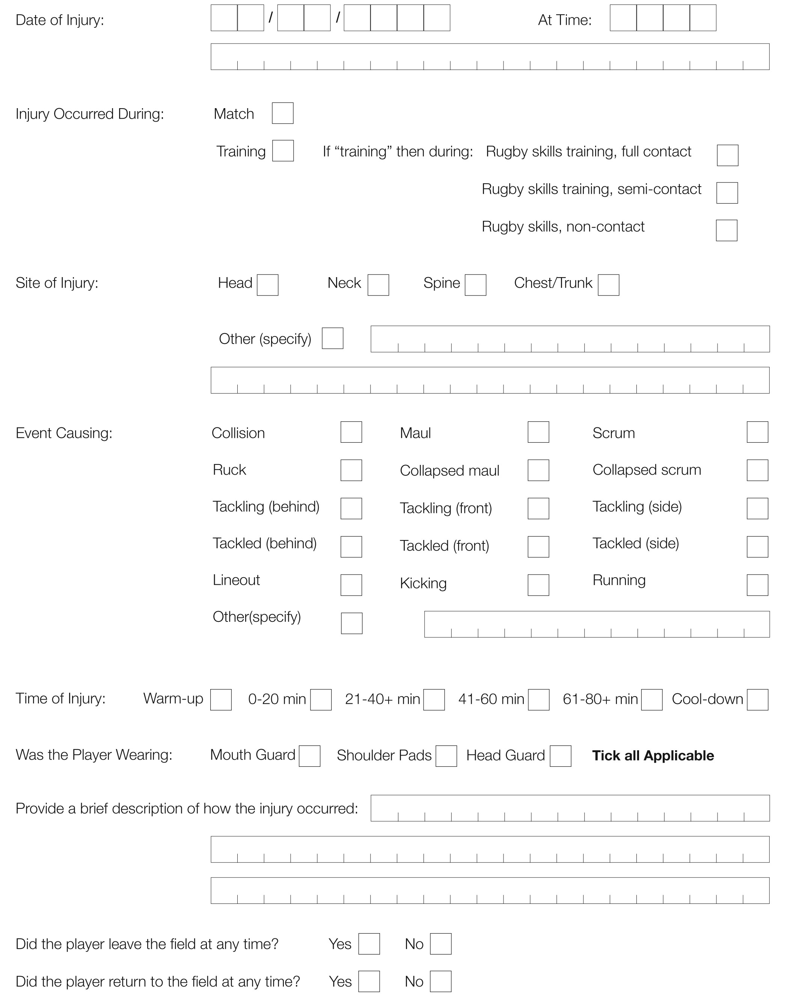 Date of Injury: / / At Time:
Injury Occurred During: Match
Training If “training” then during: Rugby skills training, full contact
Rugby skills training, semi-contact
Rugby skills, non-contact
Site of Injury: Head Neck Spine Chest/Trunk
Other (specify)
Event Causing: Collision Maul Scrum
Ruck Collapsed maul Collapsed scrum
Tackling (behind) Tackling (front) Tackling (side)
Tackled (behind) Tackled (front) Tackled (side)
Lineout Kicking Running
Other(specify)
Time of Injury: Warm-up 0-20 min 21-40+ min 41-60 min 61-80+ min Cool-down
Was the Player Wearing: Mouth Guard Shoulder Pads Head Guard Tick all Applicable
Provide a brief description of how the injury occurred:
Did the player leave the field at any time? Yes No
Did the player return to the field at any time? Yes No